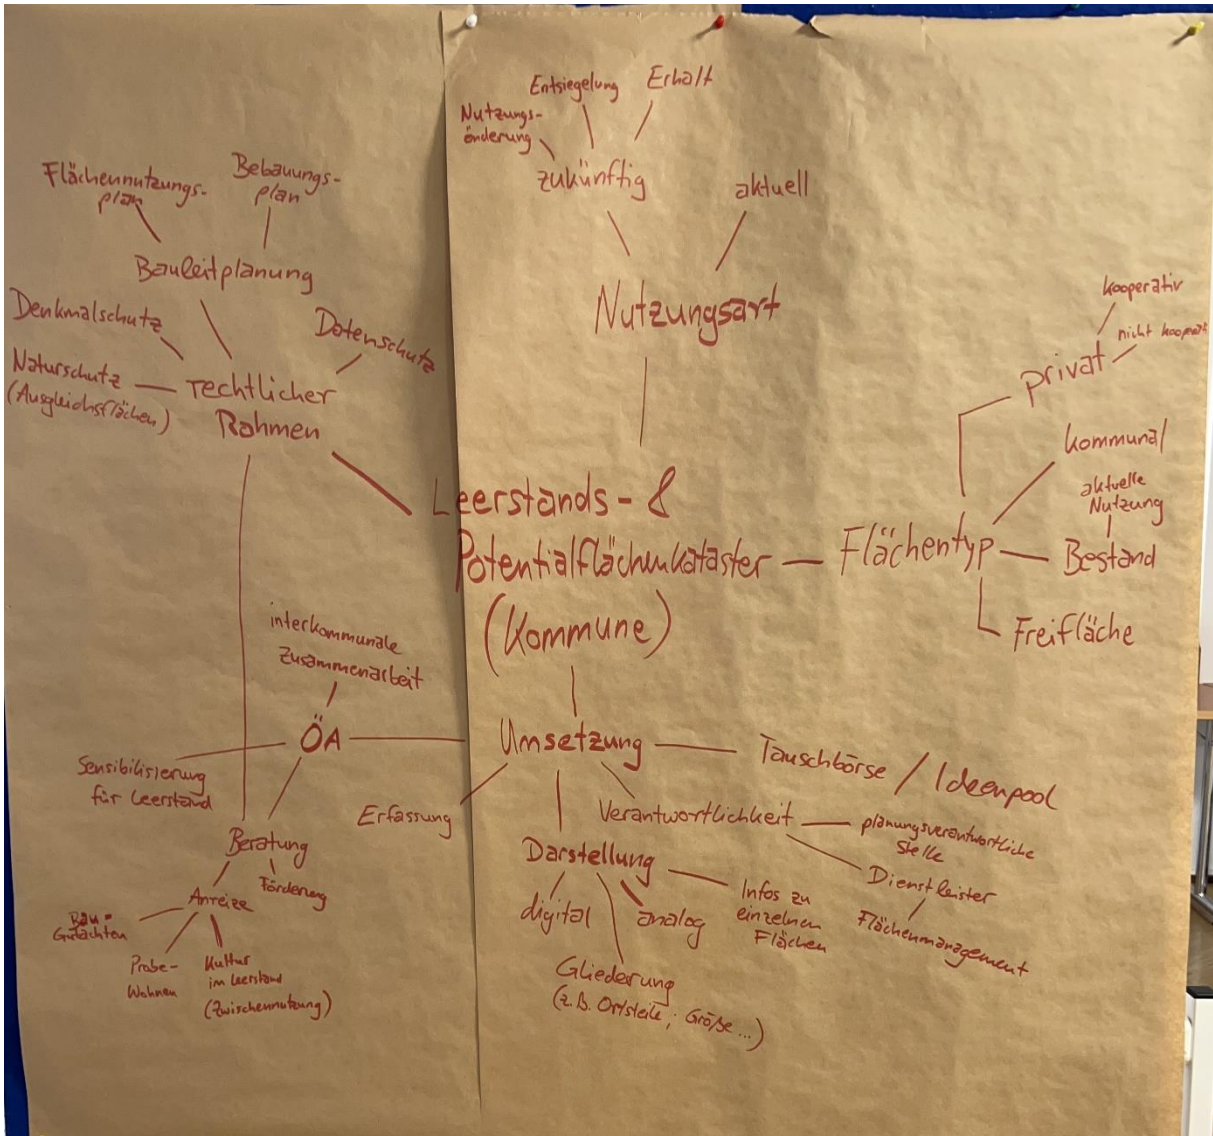 Entsiegelung
Erhalt
Nutzungs-
änderung
zukünftig
aktuell
Nutzungsart
Flächennutzungs-
plan
Bebauungs-
plan
Bauleitplanung
Denkmalschutz
Datenschutz
Naturschutz
(Ausgleichsflächen)
rechtlicher
Rahmen
kooperativ
nicht kooperativ
privat
kommunal
aktuelle
Nutzung
Leerstands- &
Potentialflächenkataster
(Kommune)
Flächentyp
Bestand
Freifläche
interkommunale
Zusammenarbeit
ÖA
Sensibilisierung
für Leerstand
Beratung
Förderung
Anreize
Bau-
Gutachten
Probe-
Wohnen
Kultur
im Leerstand
(Zwischennutzung)
Umsetzung
Tauschbörse / Ideenpool
Erfassung
Verantwortlichkeit
planungsverantwortliche
Stelle
Dienstleister
Flächenmanagement
Darstellung
digital
analog
Infos zu
einzelnen
Flächen
Gliederung
(z.B. Ortsteile; Größe...)